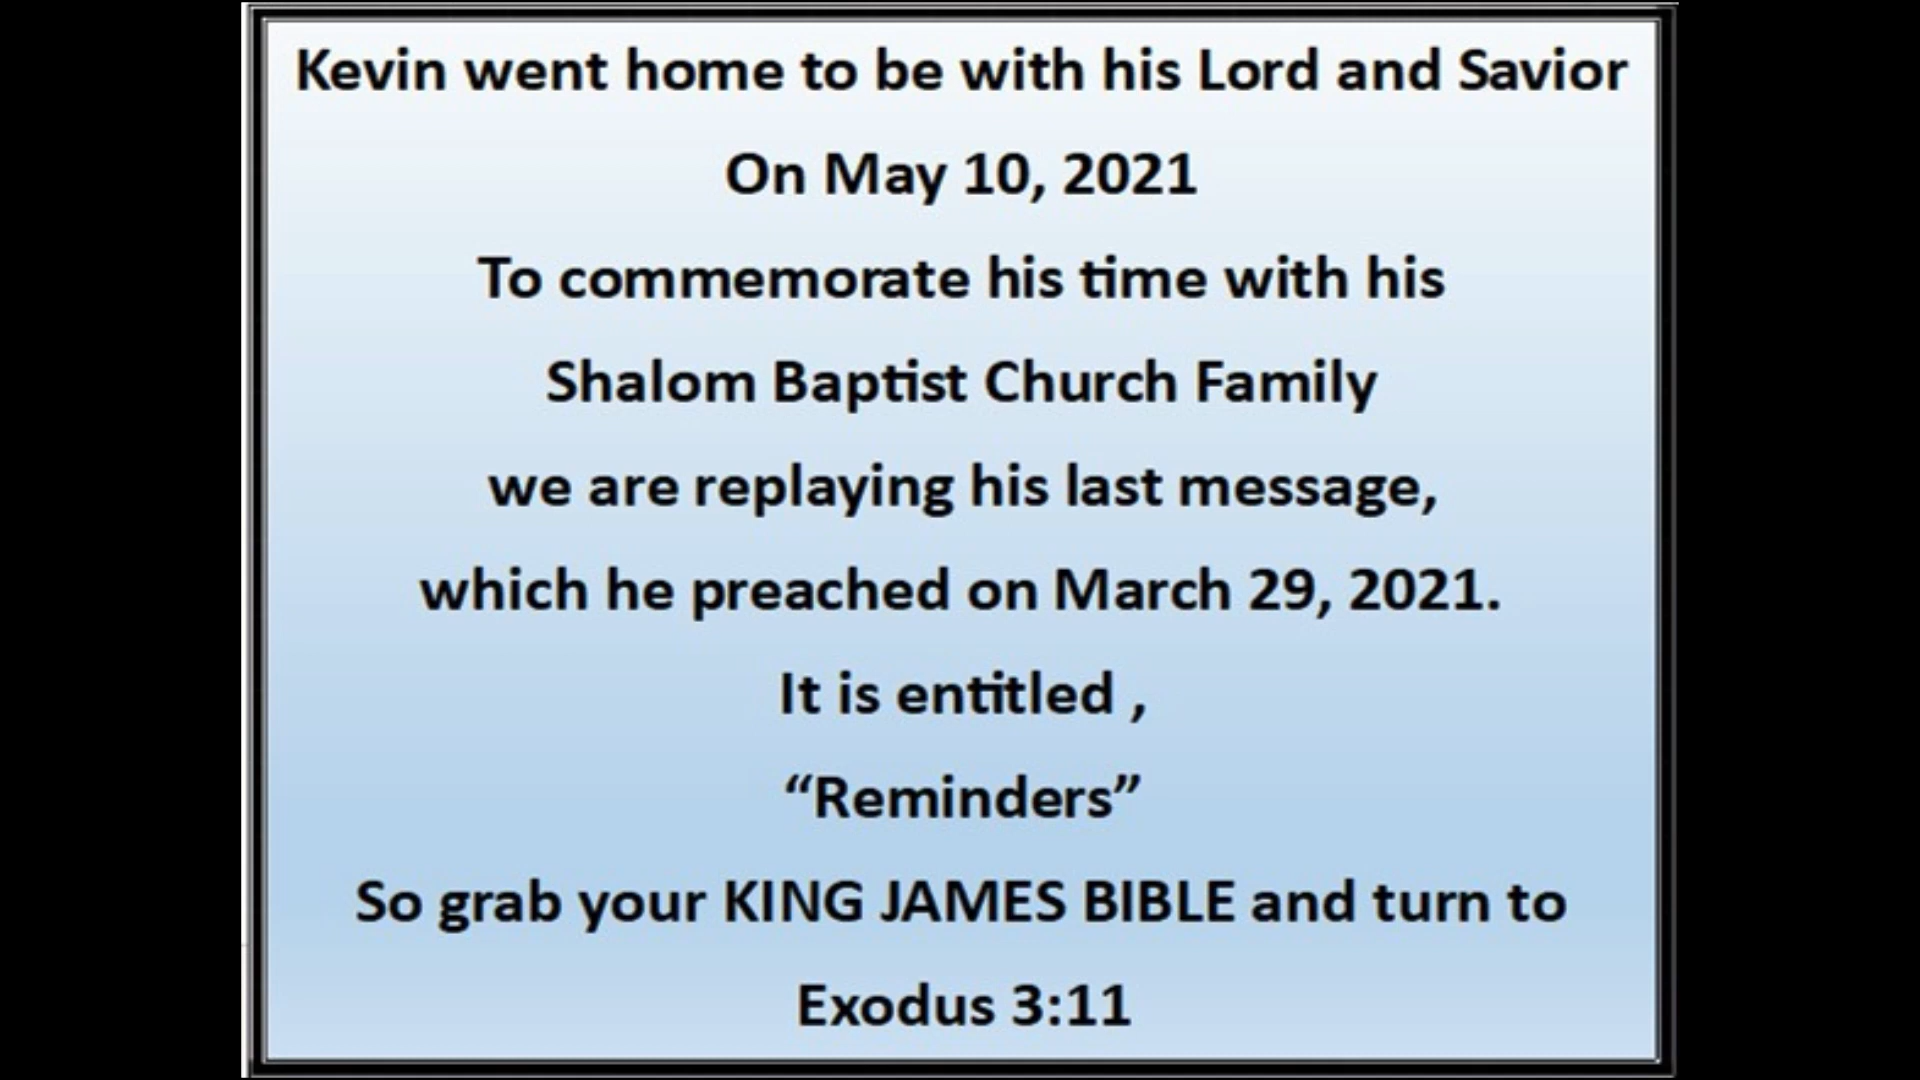 Kevin went home to be with his Lord and Savior
On May 10, 2021
To commemorate his time with his
Shalom Baptist Church Family
we are replaying his last message,
which he preached on March 29, 2021.
It is entitled ,
“Reminders”
So grab your KING JAMES BIBLE and turn to
Exodus 3:11